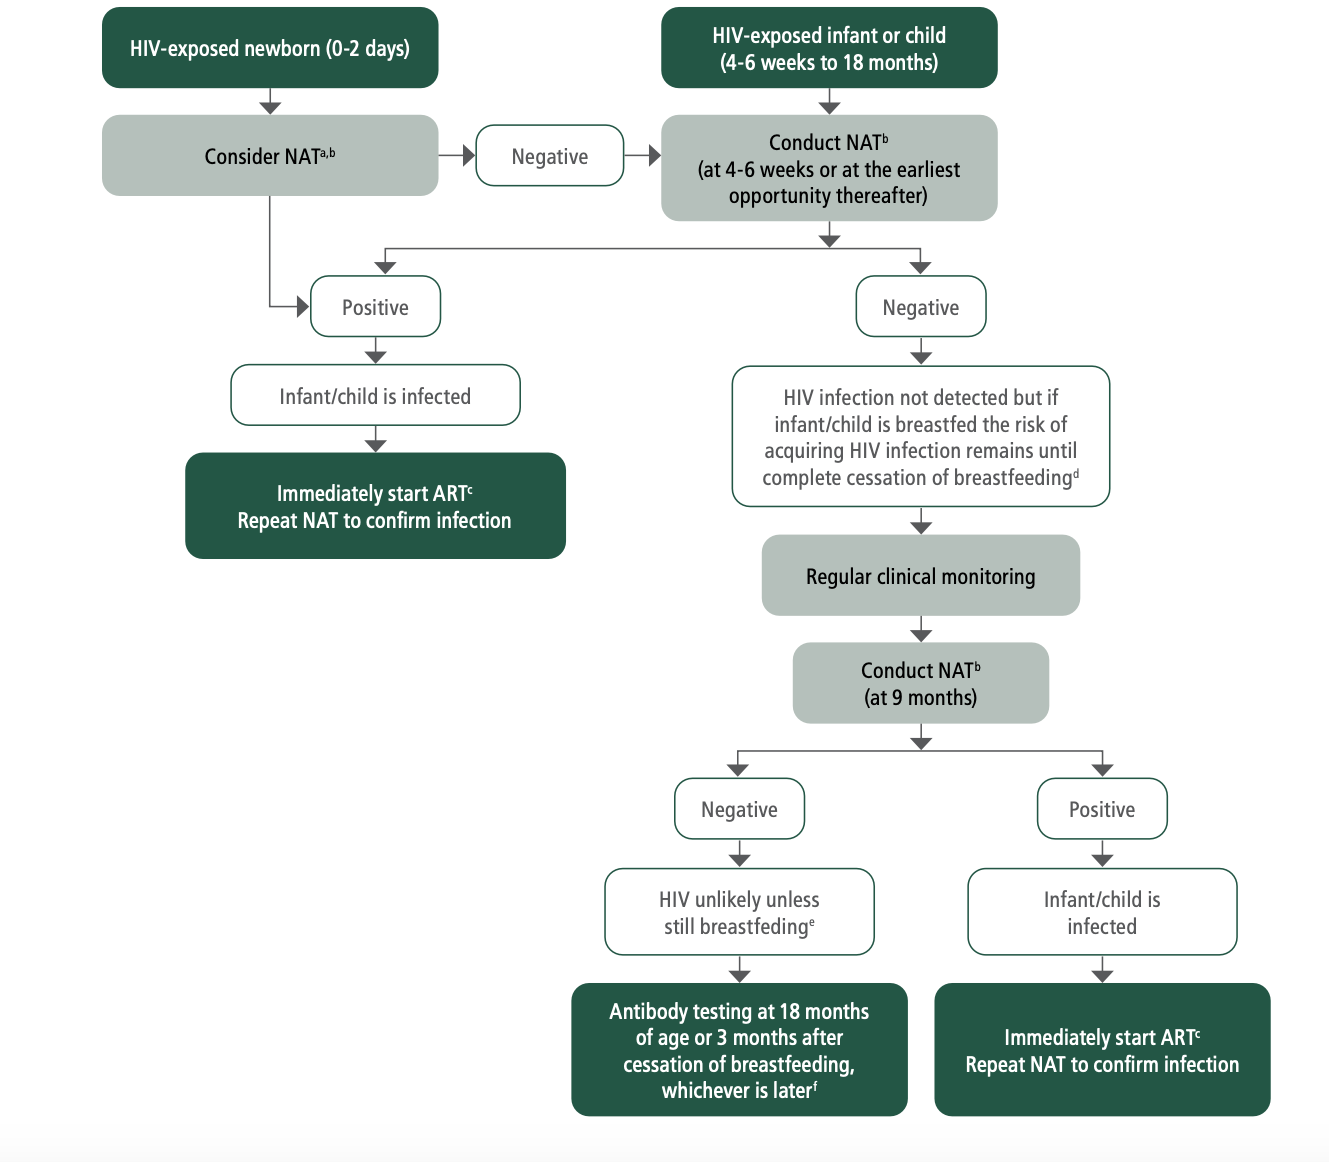 HIV-exposed newborn (0-2 days)
HIV-exposed infant or child
(4-6 weeks to 18 months)
Consider NATa,b
Negative
Conduct NATb
(at 4-6 weeks or at the earliest
opportunity thereafter)
Positive
Negative
Infant/child is infected
HIV infection not detected but if
infant/child is breastfed the risk of
acquiring HIV infection remains until
complete cessation of breastfeedingd
Immediately start ARTc
Repeat NAT to confirm infection
Regular clinical monitoring
Conduct NATb
(at 9 months)
Negative
Positive
HIV unlikely unless
still breastfedinge
Infant/child is
infected
Antibody testing at 18 months
of age or 3 months after
cessation of breastfeeding,
whichever is laterf
Immediately start ARTc
Repeat NAT to confirm infection